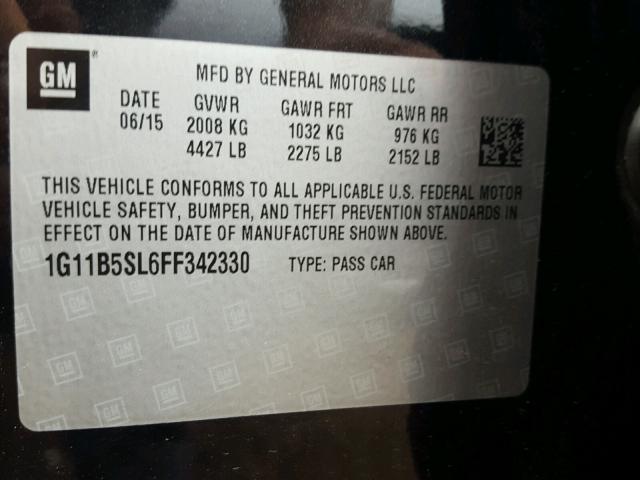 GM
MFD BY GENERAL MOTORS LLC
DATE GVWR GAWR FRT GAWR RR
06/15 2008 KG 1032 KG 976 KG
4427 LB 2275 LB 2152 LB
THIS VEHICLE CONFORMS TO ALL APPLICABLE U.S. FEDERAL MOTOR
VEHICLE SAFETY, BUMPER, AND THEFT PREVENTION STANDARDS IN
EFFECT ON THE DATE OF MANUFACTURE SHOWN ABOVE.
1G11B5SL6FF342330 TYPE: PASS CAR